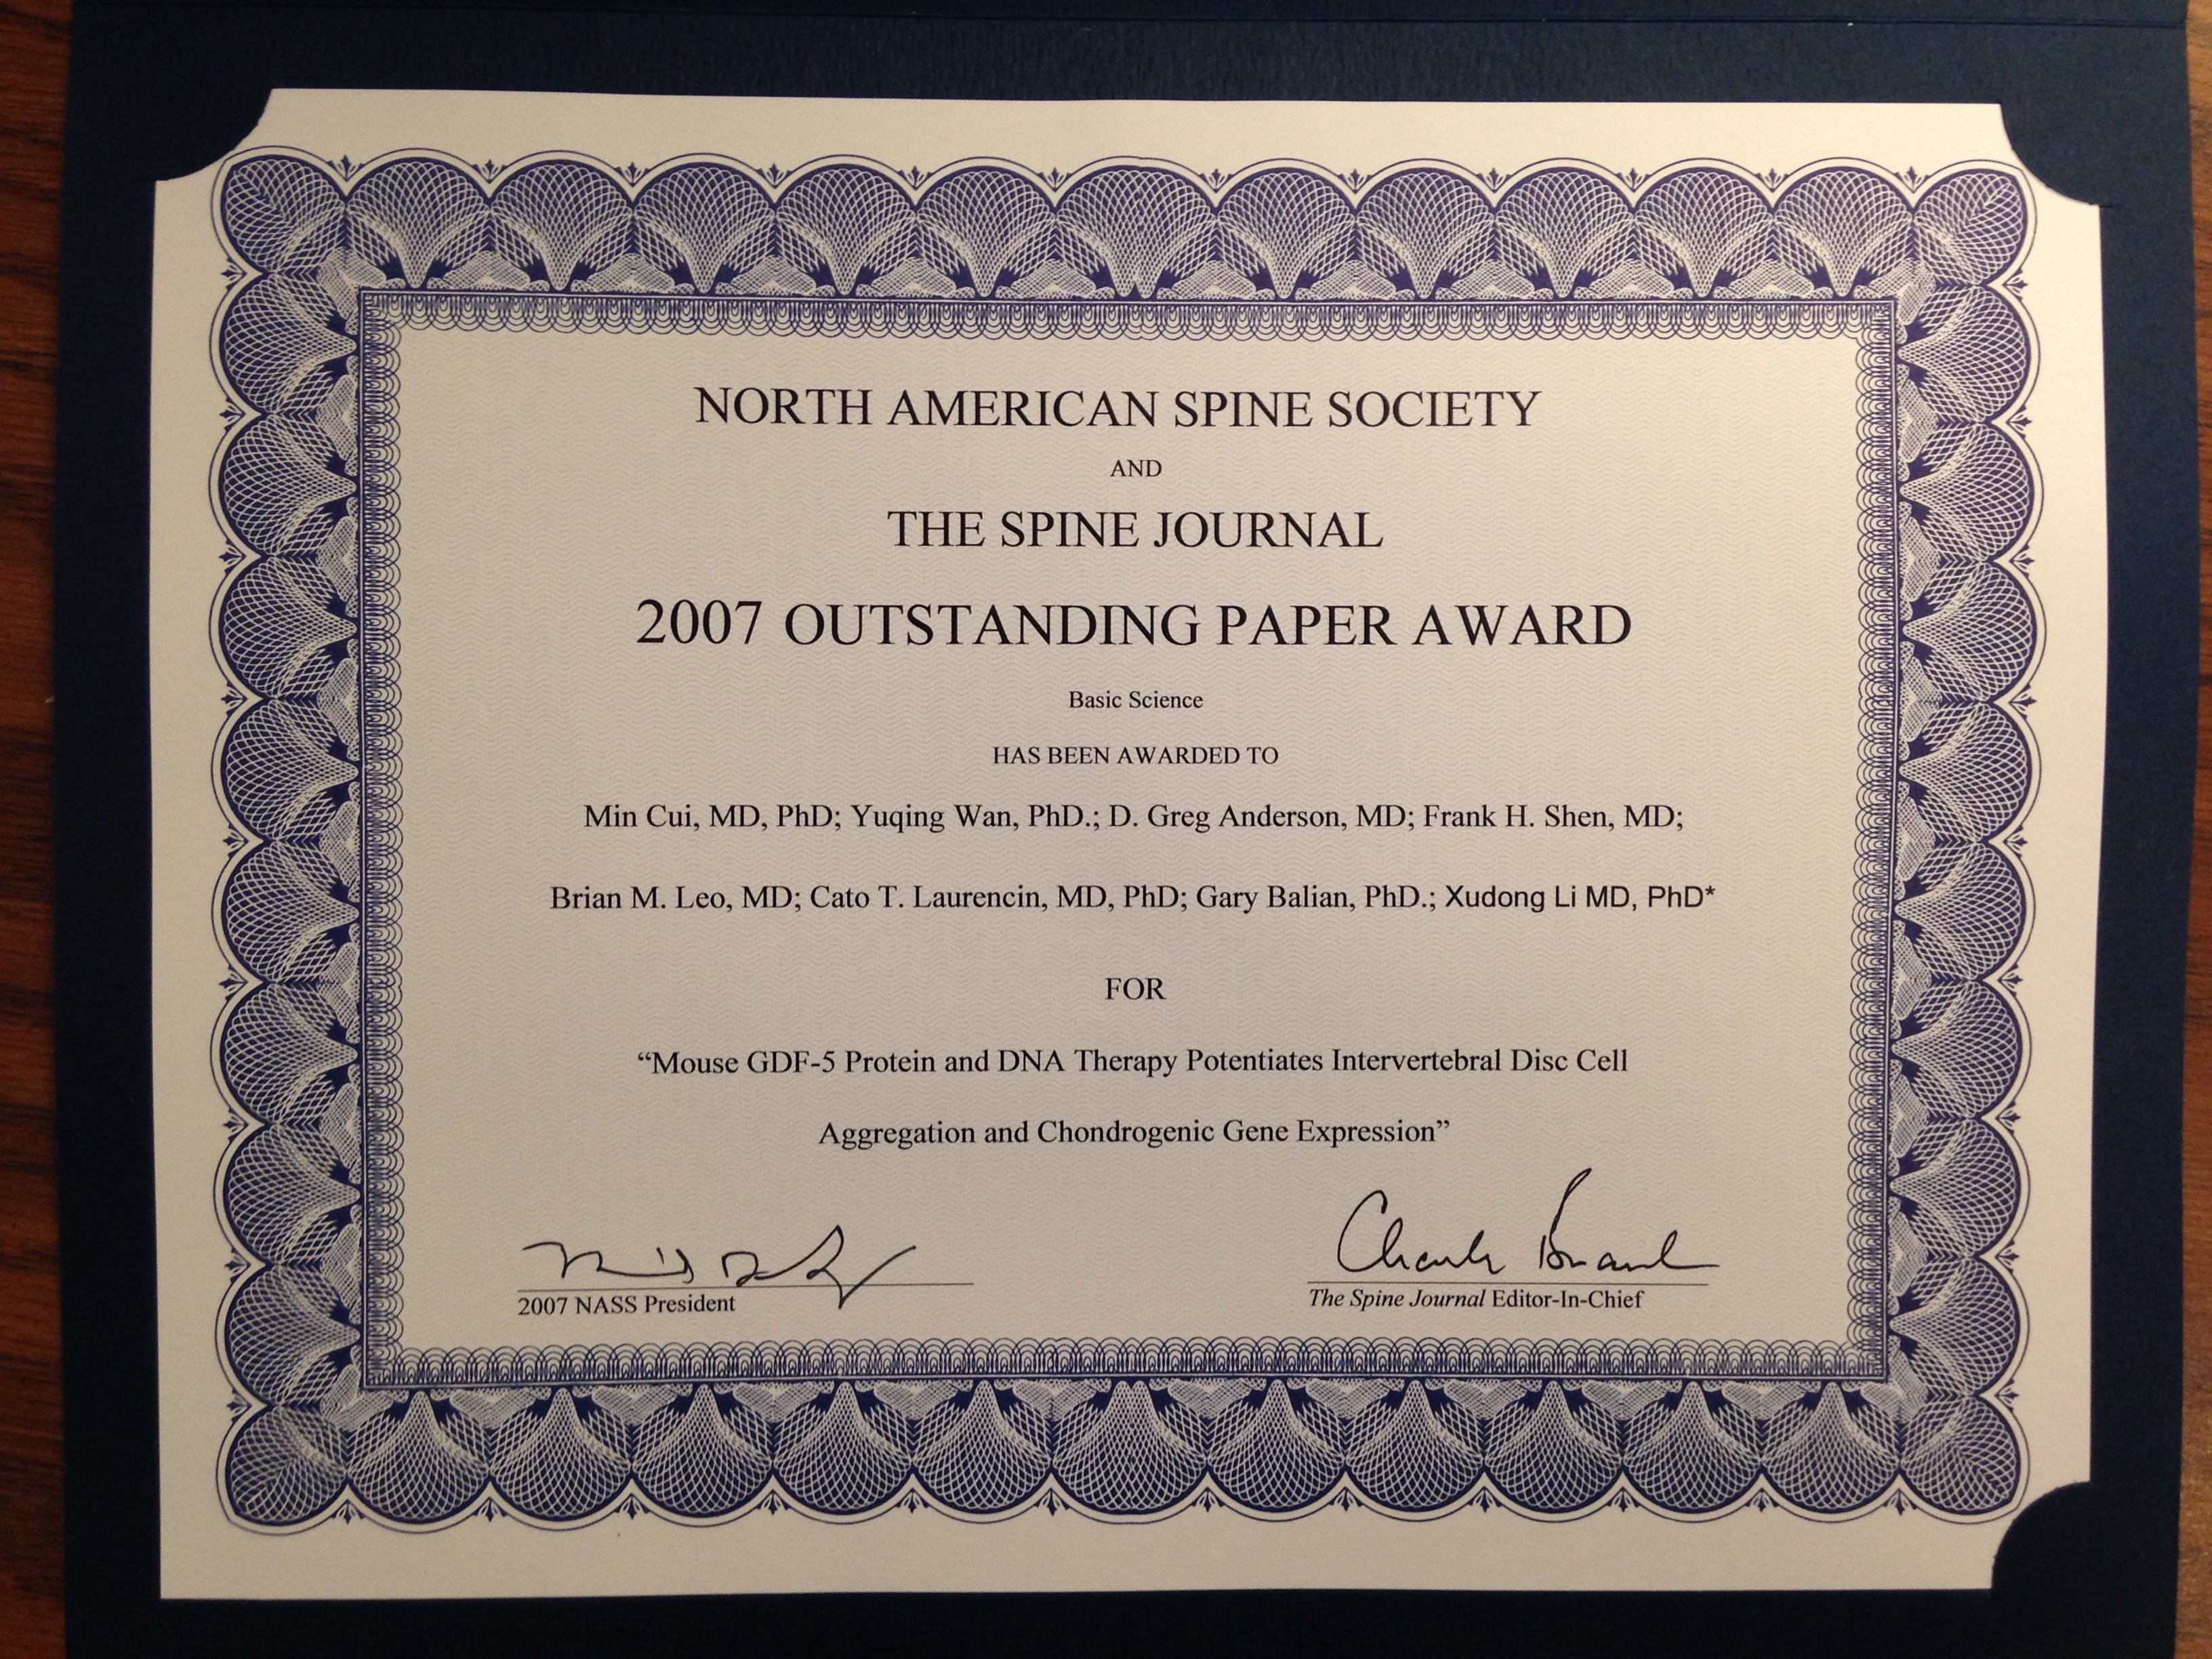 NORTH AMERICAN SPINE SOCIETY
AND
THE SPINE JOURNAL
2007 OUTSTANDING PAPER AWARD
Basic Science
HAS BEEN AWARDED TO
Min Cui, MD, PhD; Yuqing Wan, PhD.; D. Greg Anderson, MD; Frank H. Shen, MD;
Brian M. Leo, MD; Cato T. Laurencin, MD, PhD; Gary Balian, PhD.; Xudong Li MD, PhD*
FOR
“Mouse GDF-5 Protein and DNA Therapy Potentiates Intervertebral Disc Cell
Aggregation and Chondrogenic Gene Expression”
2007 NASS President
The Spine Journal Editor-In-Chief